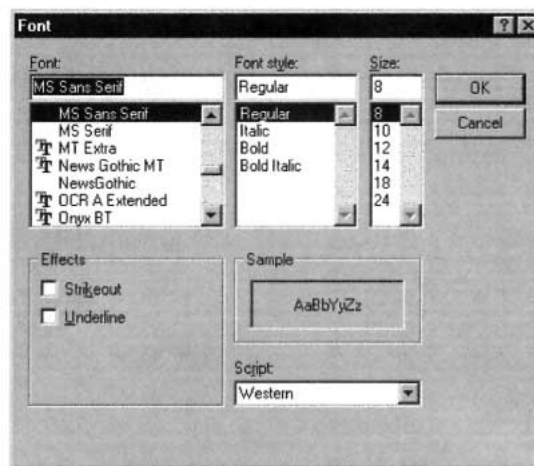 Font
Font: Font style: Size:
MS Sans Serif Regular 8 OK
MS Sans Serif Regular 8 Cancel
MS Serif Italic 10
MT Extra Bold 12
News Gothic MT Bold Italic 14
NewsGothic 18
OCR A Extended 24
Onyx BT
Effects Sample
Strikeout
AaBbYyZz
Underline
Script:
Western